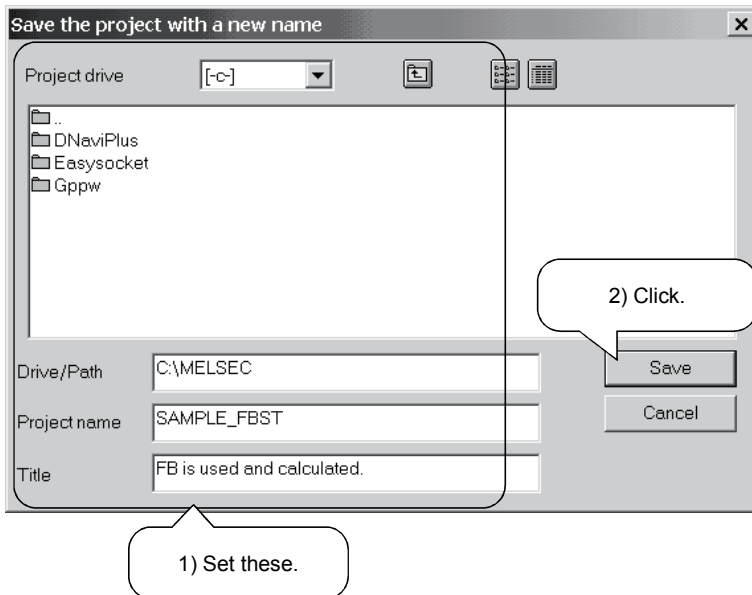 Save the project with a new name
Project drive [-c-]
..
DNaviPlus
Easysocket
Gppw
2) Click.
Drive/Path C:\MELSEC Save
Project name SAMPLE_FBST Cancel
Title FB is used and calculated.
1) Set these.